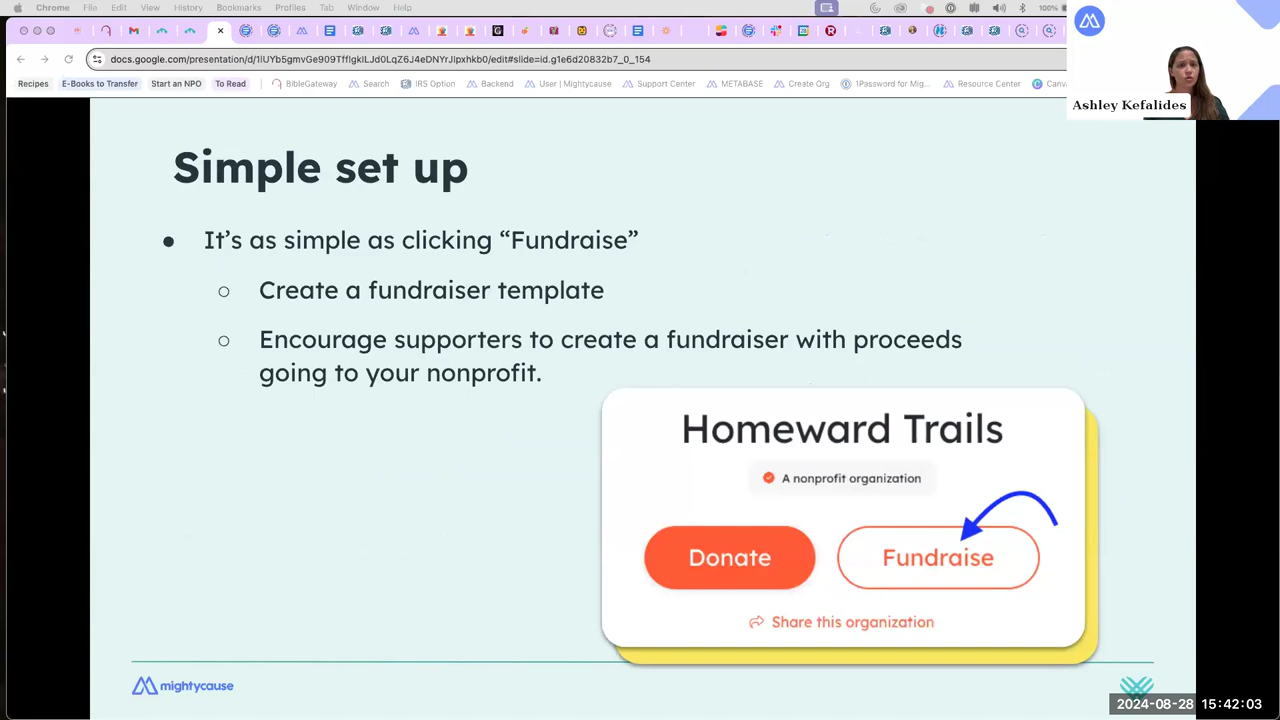 File Edit View History Bookmarks Profiles Tab Window Help
100%
docs.google.com/presentation/d/
/edit#slide=id.g1e6d20832b7_0_154
Recipes E-Books to Transfer Start an NPO To Read BibleGateway Search IRS Option Backend User | Mightycause Support Center METABASE Create Org 1Password for Mig... Resource Center Canv
Ashley Kefalides
Simple set up
● It's as simple as clicking “Fundraise”
○ Create a fundraiser template
○ Encourage supporters to create a fundraiser with proceeds
going to your nonprofit.
Homeward Trails
A nonprofit organization
Donate Fundraise
Share this organization
mightycause
2024-08-28 15:42:03